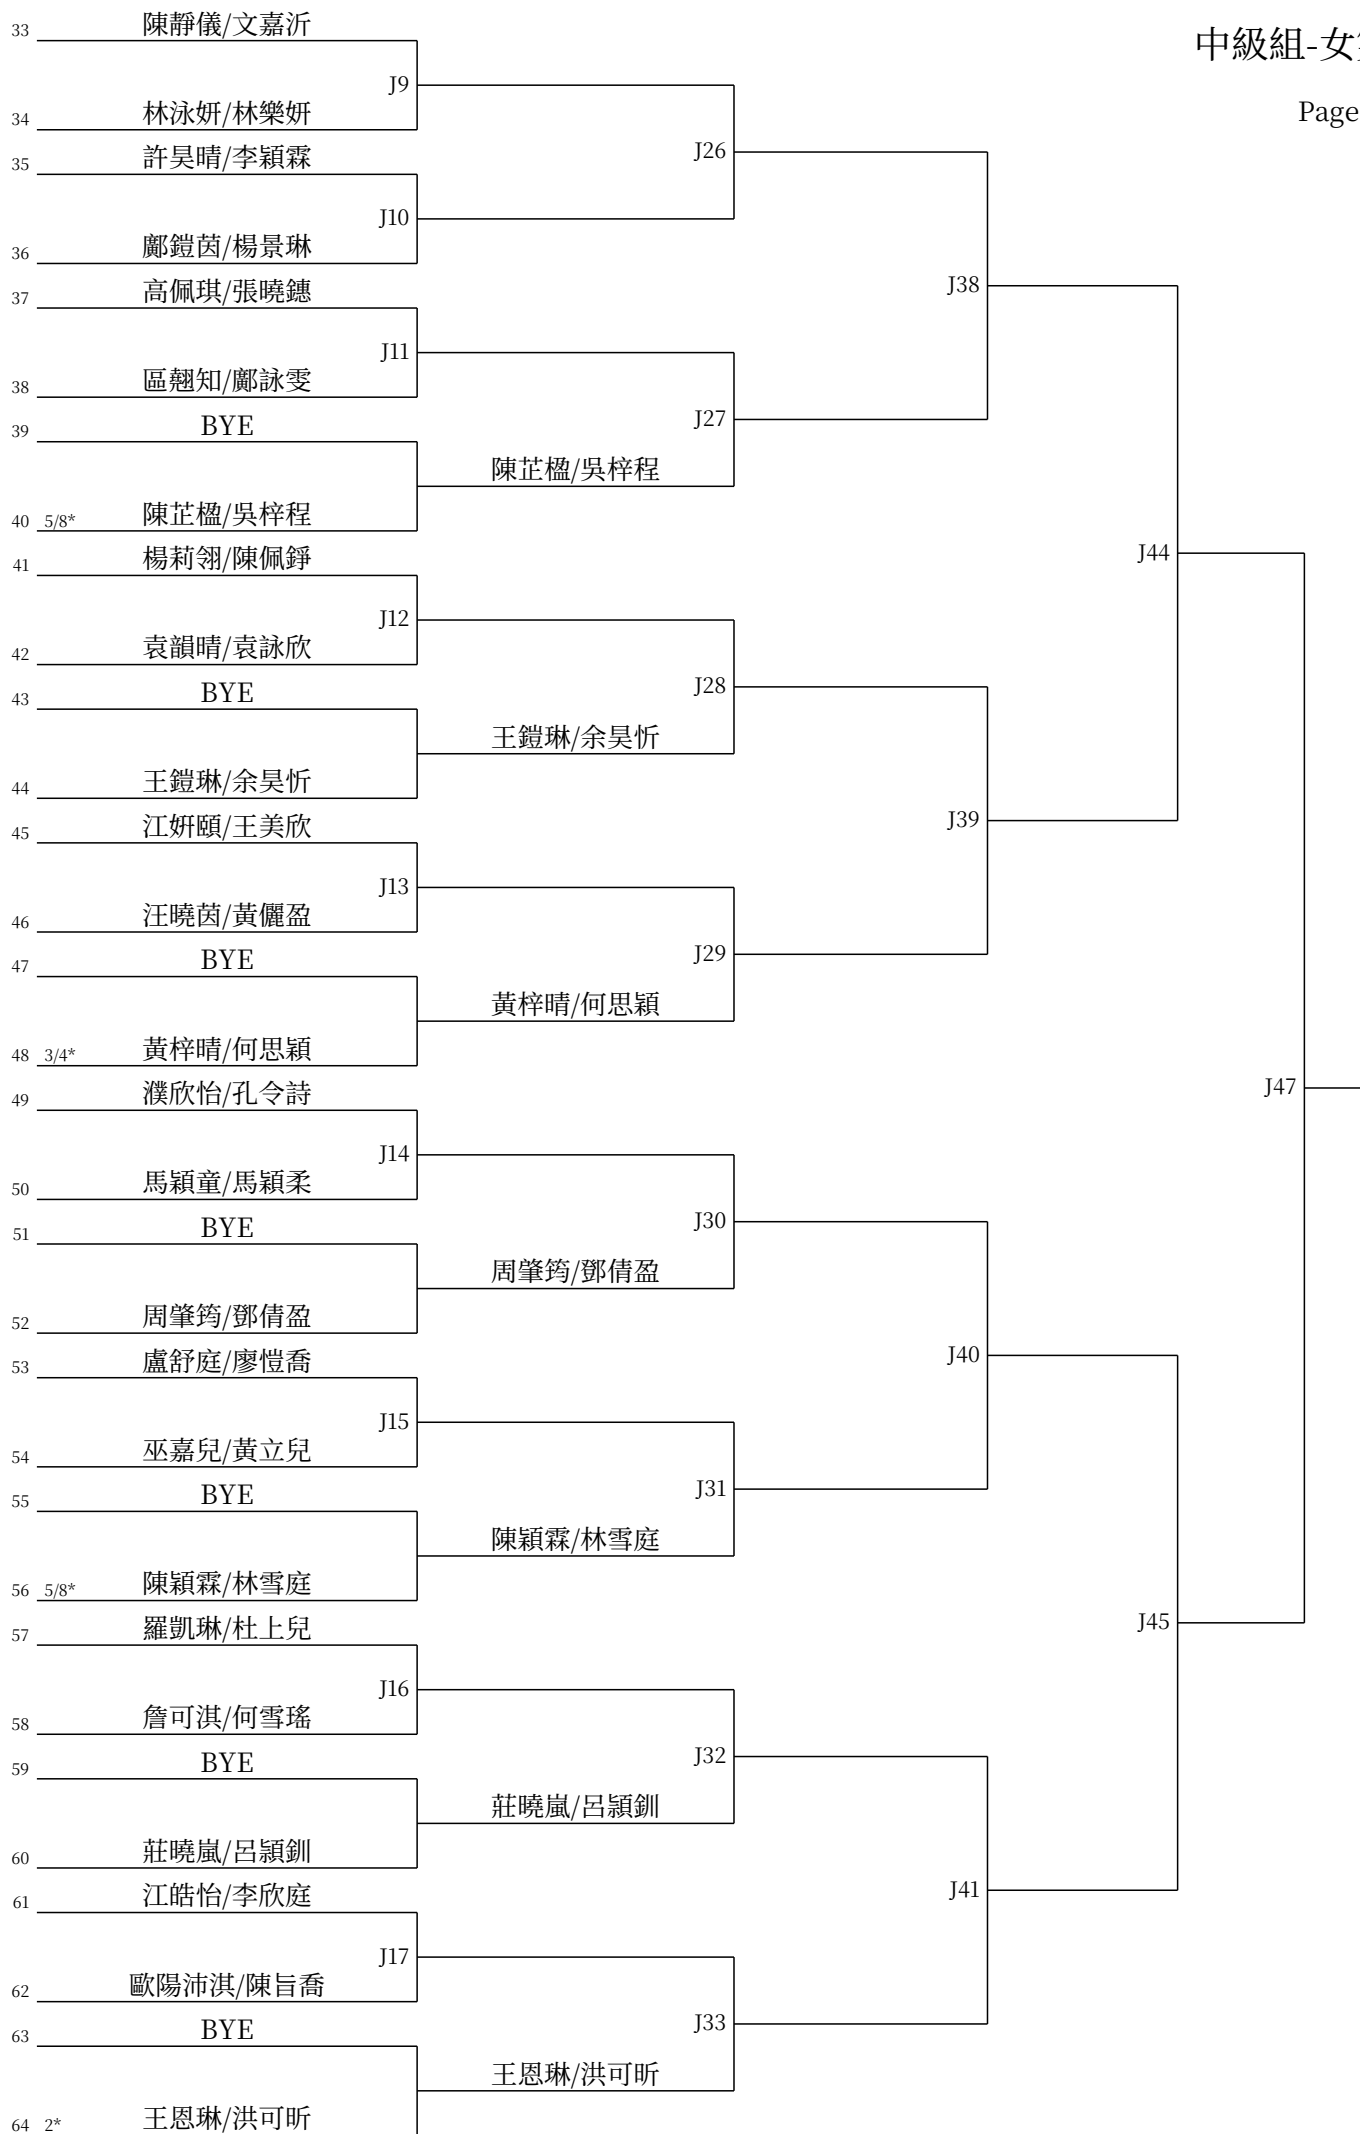 中級組-女
Page
33 陳靜儀/文嘉沂
J9
34 林泳妍/林樂妍
J26
35 許昊晴/李穎霖
J10
36 鄺鎧茵/楊景琳
J38
37 高佩琪/張曉鏸
J11
38 區翹知/鄺詠雯
J27
39 BYE
陳芷楹/吳梓程
40 5/8* 陳芷楹/吳梓程
J44
41 楊莉翎/陳佩錚
J12
42 袁韻晴/袁詠欣
J28
43 BYE
王鎧琳/余昊忻
44 王鎧琳/余昊忻
J39
45 江妍頤/王美欣
J13
46 汪曉茵/黃儷盈
J29
47 BYE
黃梓晴/何思穎
48 3/4* 黃梓晴/何思穎
J47
49 濮欣怡/孔令詩
J14
50 馬穎童/馬穎柔
J30
51 BYE
周肇筠/鄧倩盈
52 周肇筠/鄧倩盈
J40
53 盧舒庭/廖愷喬
J15
54 巫嘉兒/黃立兒
J31
55 BYE
陳穎霖/林雪庭
56 5/8* 陳穎霖/林雪庭
J45
57 羅凱琳/杜上兒
J16
58 詹可淇/何雪瑤
J32
59 BYE
莊曉嵐/呂頴釧
60 莊曉嵐/呂頴釧
J41
61 江皓怡/李欣庭
J17
62 歐陽沛淇/陳旨喬
J33
63 BYE
王恩琳/洪可昕
64 2* 王恩琳/洪可昕